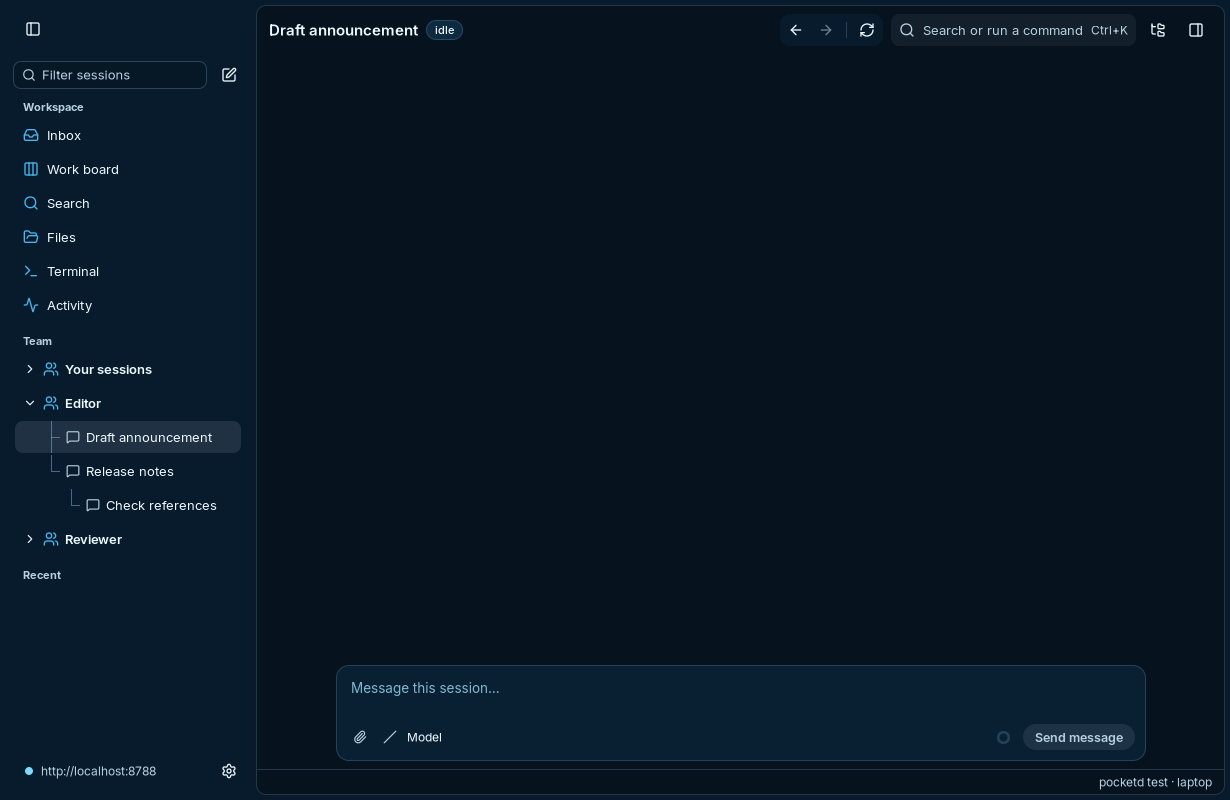 Draft announcement
idle
Search or run a command
Ctrl+K
Filter sessions
Workspace
Inbox
Work board
Search
Files
Terminal
Activity
Team
Your sessions
Editor
Draft announcement
Release notes
Check references
Reviewer
Recent
Message this session...
Model
Send message
http://localhost:8788
pocketd test · laptop